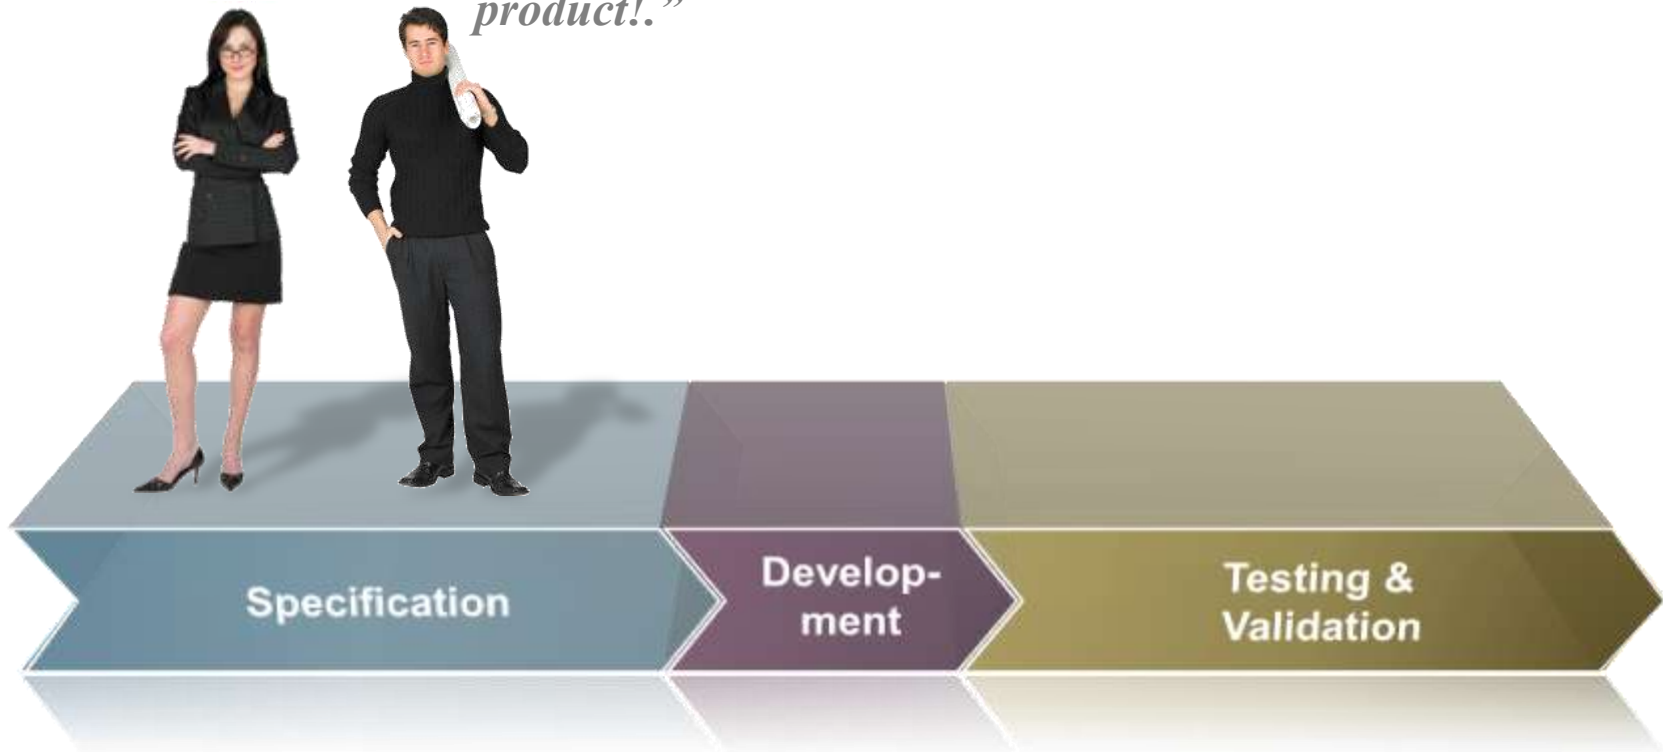 product!.”
Specification
Develop-
ment
Testing &
Validation